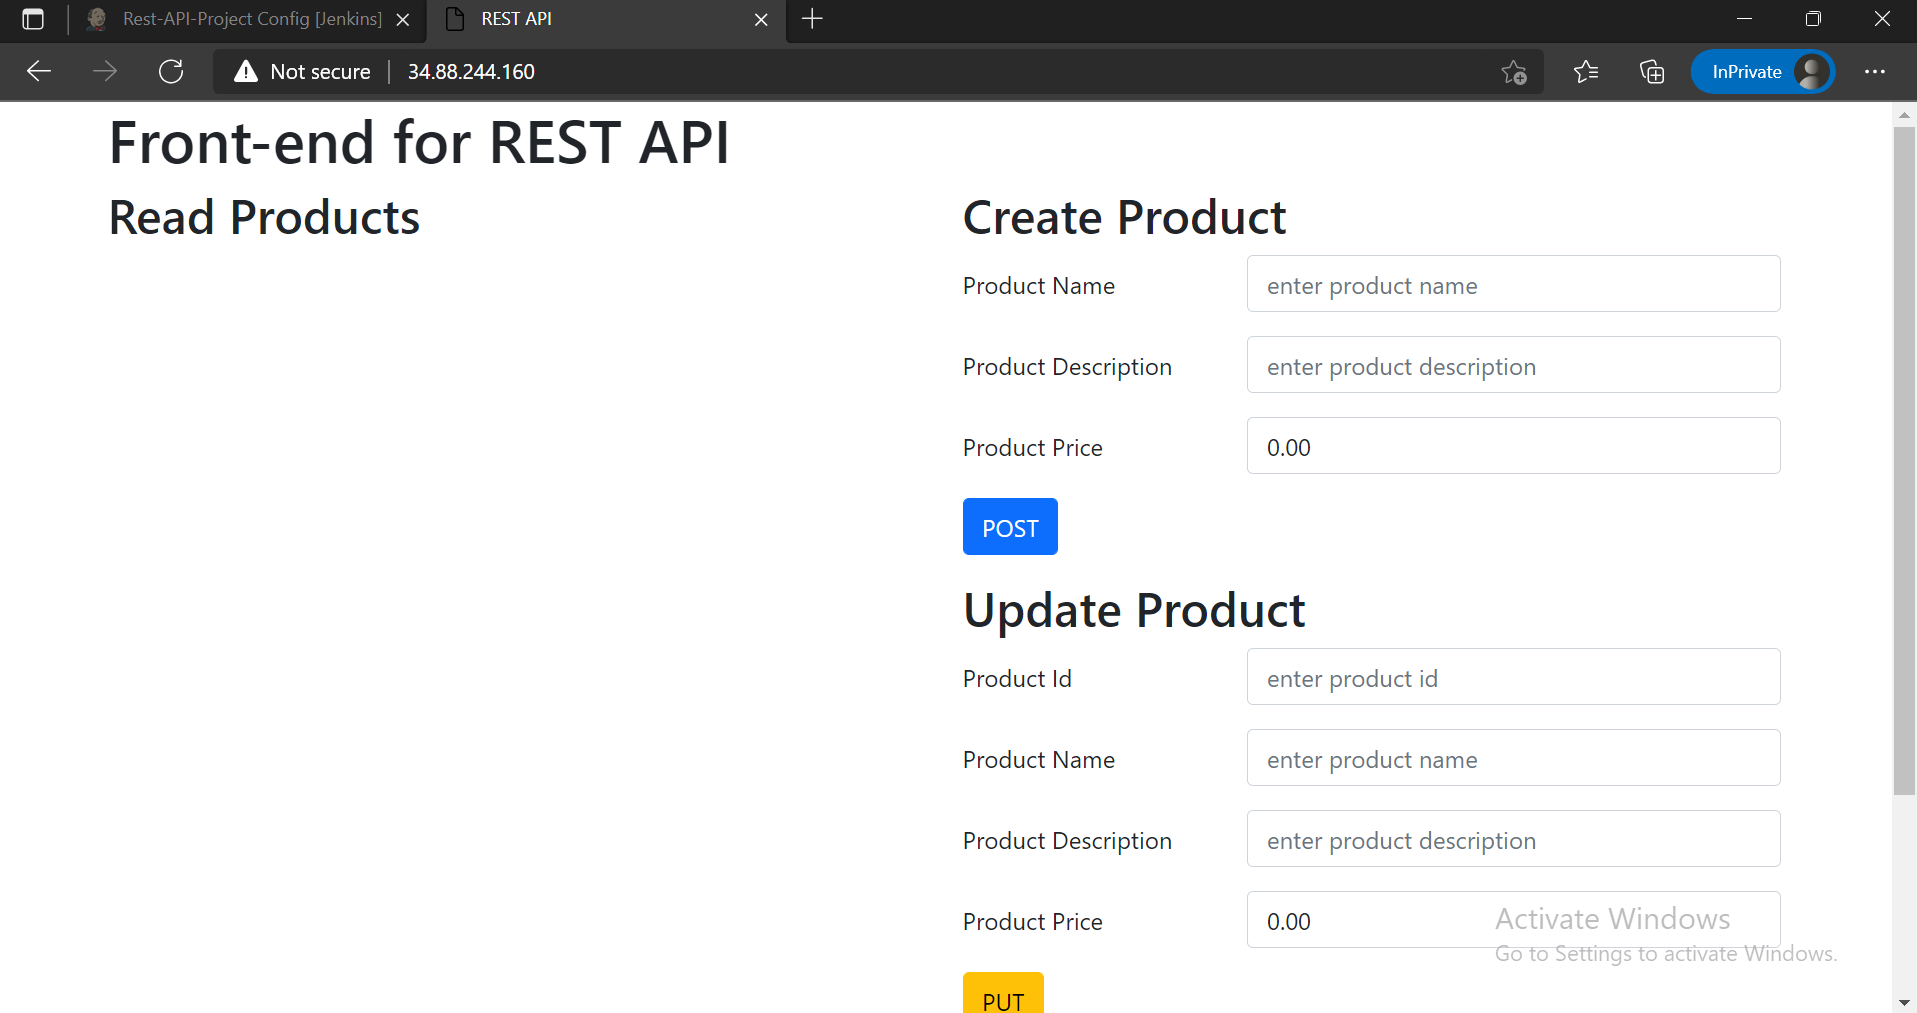 Rest-API-Project Config [Jenkins]
REST API
Not secure
34.88.244.160
InPrivate
Front-end for REST API
Read Products
Create Product
Product Name
enter product name
Product Description
enter product description
Product Price
0.00
POST
Update Product
Product Id
enter product id
Product Name
enter product name
Product Description
enter product description
Product Price
0.00
Activate Windows
Go to Settings to activate Windows.
PUT